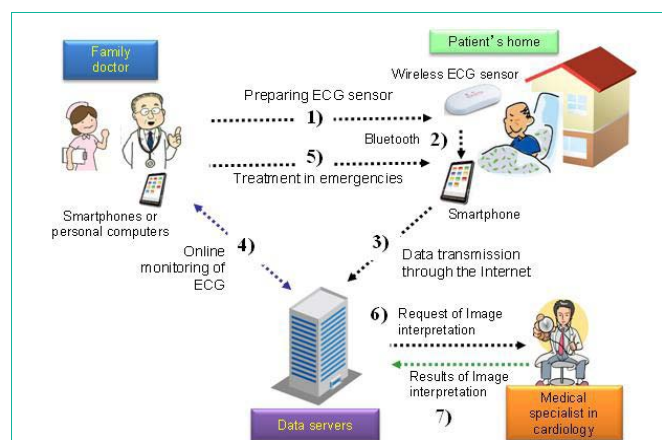 Family
doctor
Patient's home
Wireless ECG sensor
Preparing ECG sensor
1)
Bluetooth
2)
5)
Treatment in emergencies
Smartphones or
personal computers
Smartphone
4)
Online
monitoring of
ECG
3)
Data transmission
through the Internet
6)
Request of Image
interpretation
Results of Image
interpretation
7)
Data servers
Medical
specialist in
cardiology